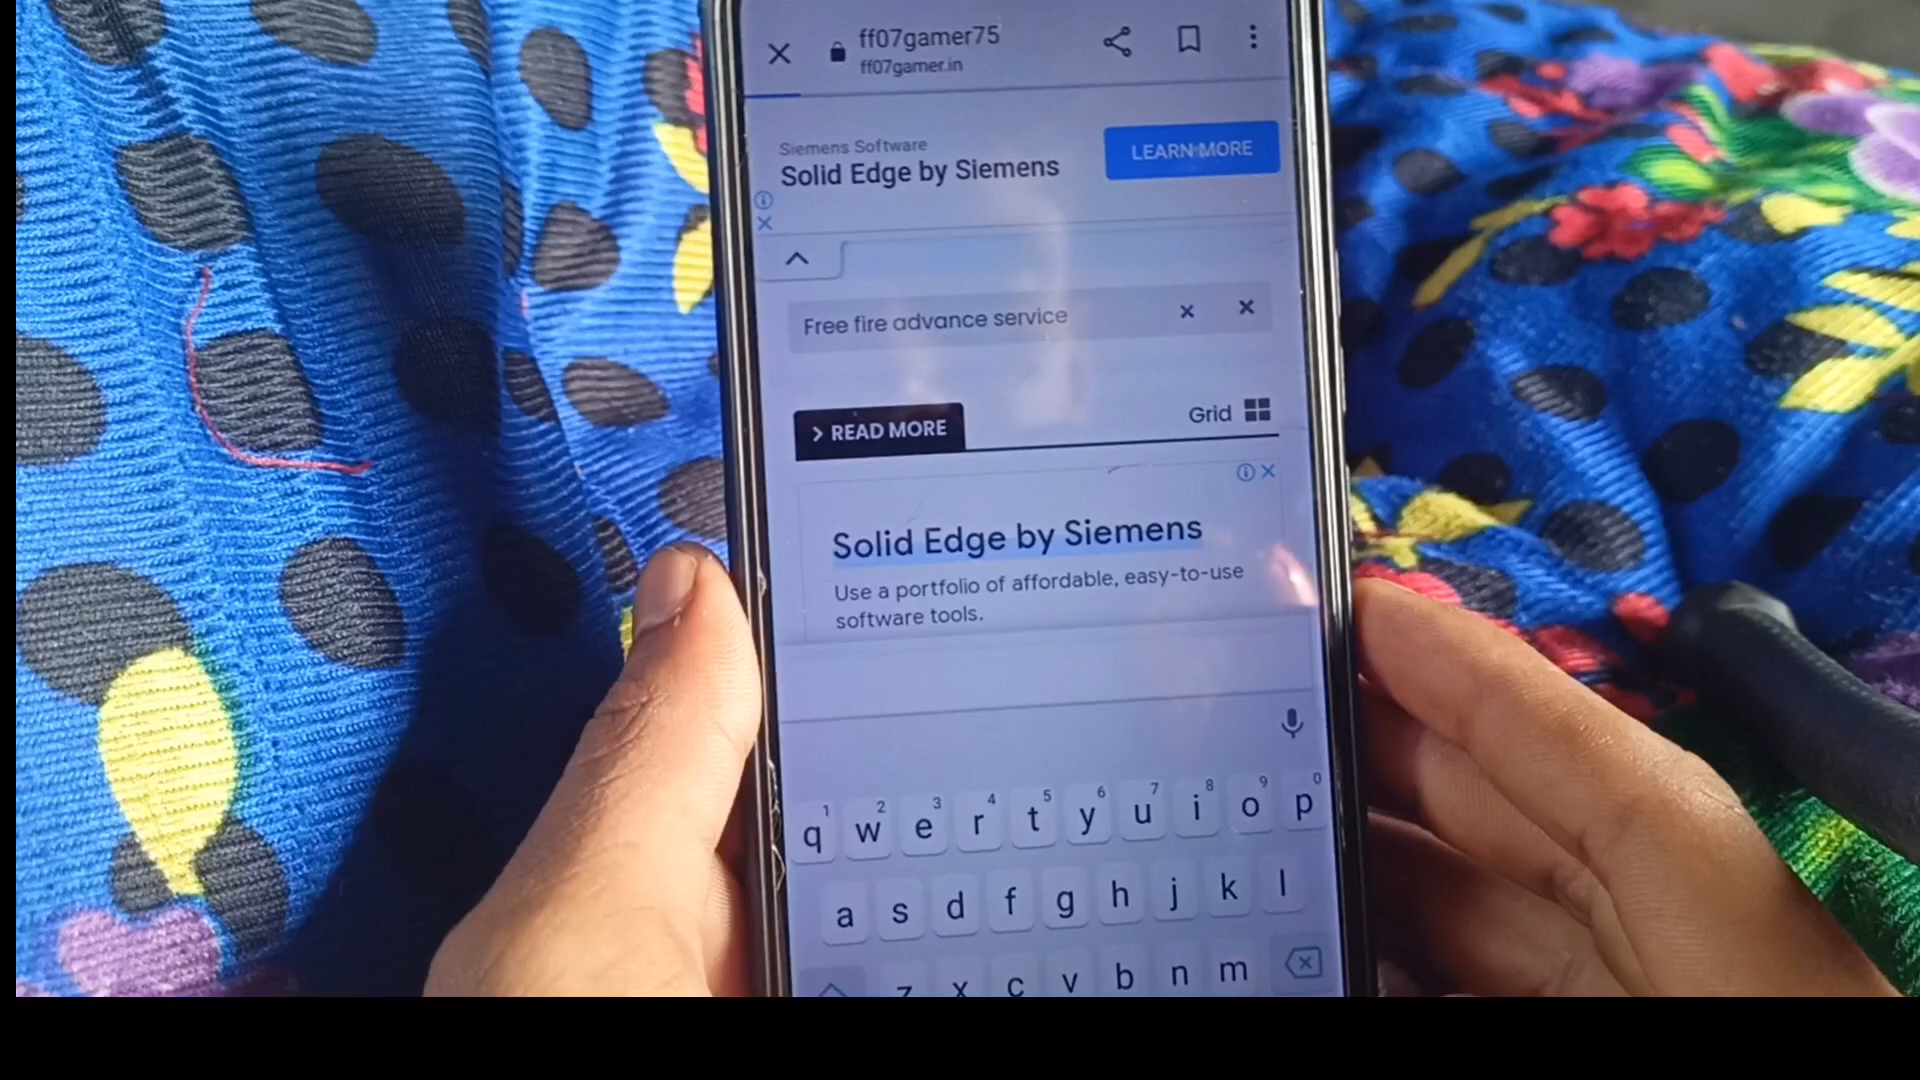 ff07gamer75
ff07gamer.in
Siemens Software
Solid Edge by Siemens
LEARN MORE
Free fire advance service
READ MORE
Grid
Solid Edge by Siemens
Use a portfolio of affordable, easy-to-use
software tools.
1 2 3 4 5 6 7 8 9 0
q w e r t y u i o p
a s d f g h j k l
z x c v b n m